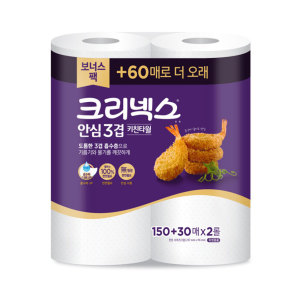 보너스
팩
+60매로 더 오래
크리넥스
안심 3겹 키친타월
도톰한 3겹 흡수층으로
기름기와 물기를 깨끗하게
100%
150+30매x2롤